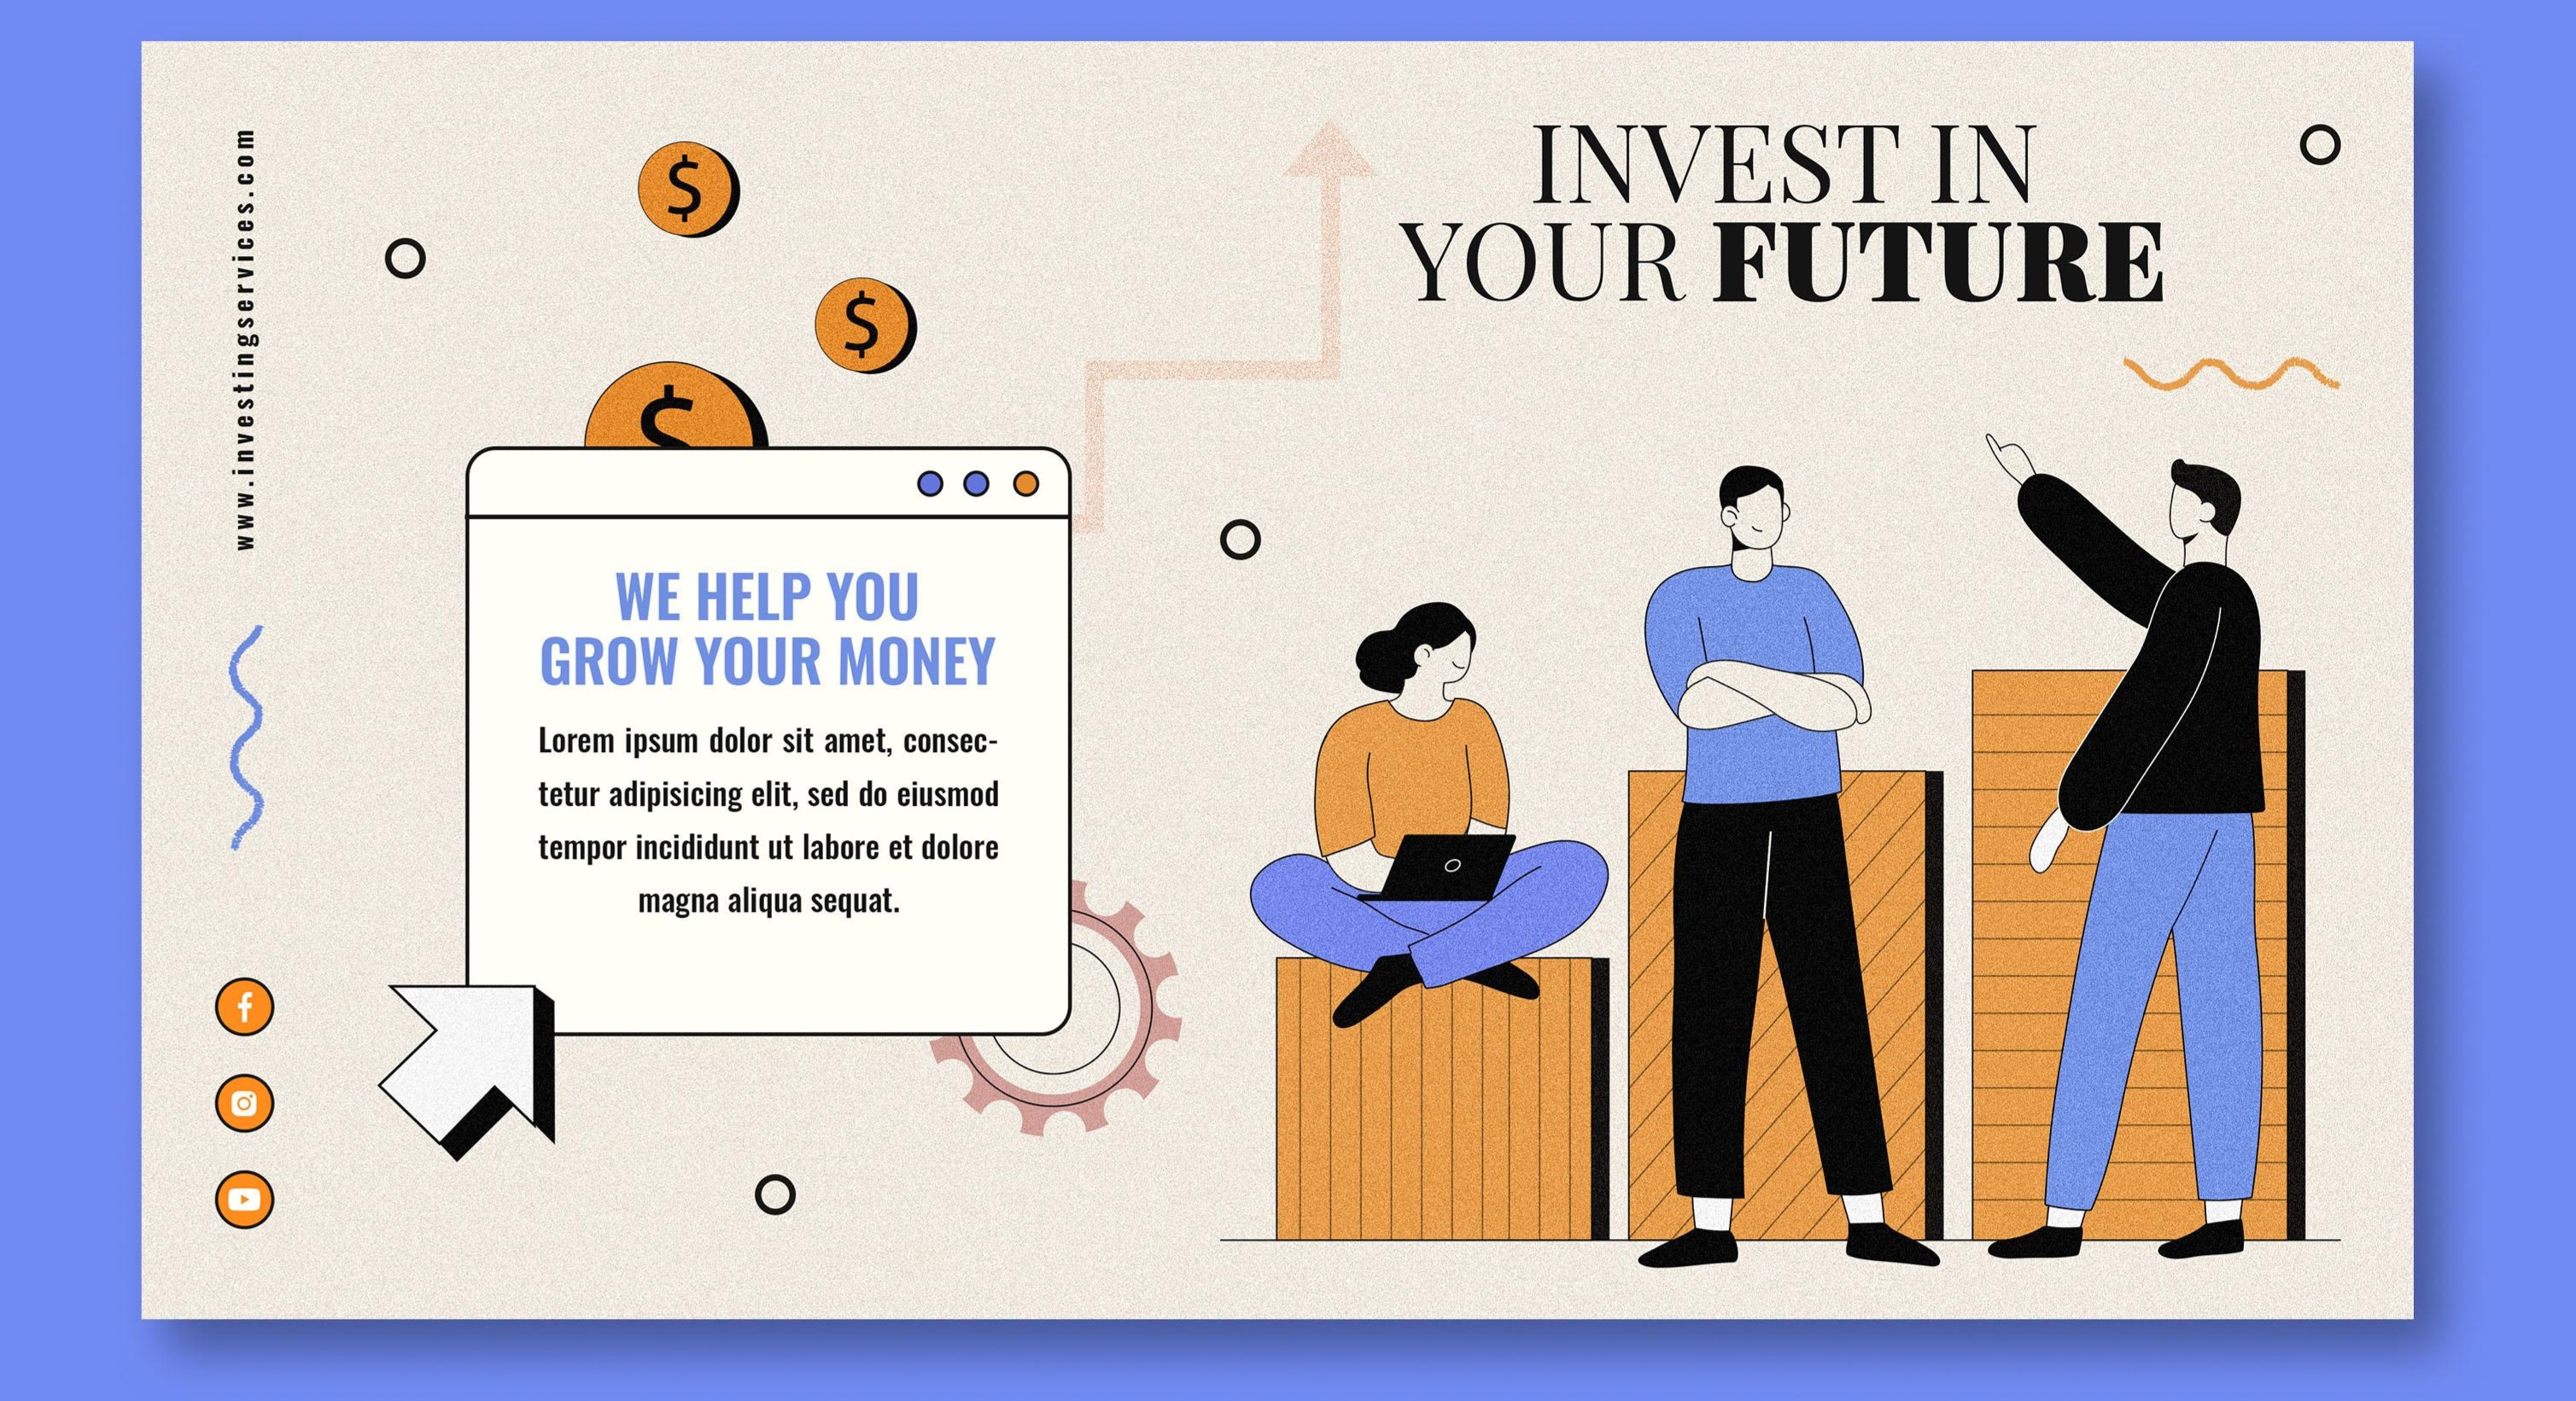 www.investingservices.com
$
$
$
WE HELP YOU
GROW YOUR MONEY
Lorem ipsum dolor sit amet, consec-
tetur adipisicing elit, sed do eiusmod
tempor incididunt ut labore et dolore
magna aliqua sequat.
INVEST IN
YOUR FUTURE